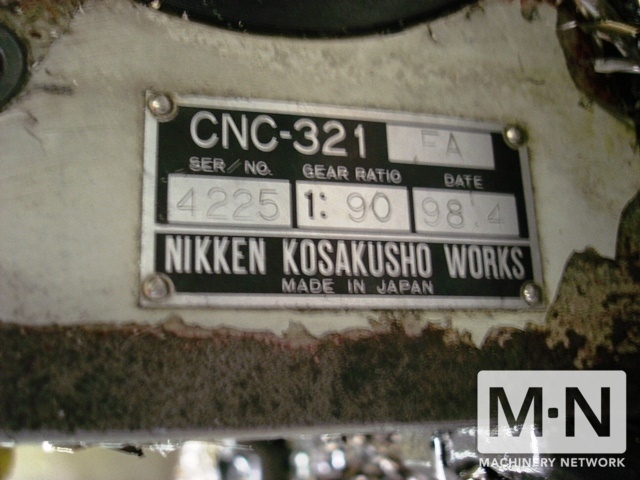 CNC-321 FA
SER/NO. GEAR RATIO DATE
4225 1: 90 98.4
NIKKEN KOSAKUSHO WORKS
MADE IN JAPAN
M·N
MACHINERY NETWORK